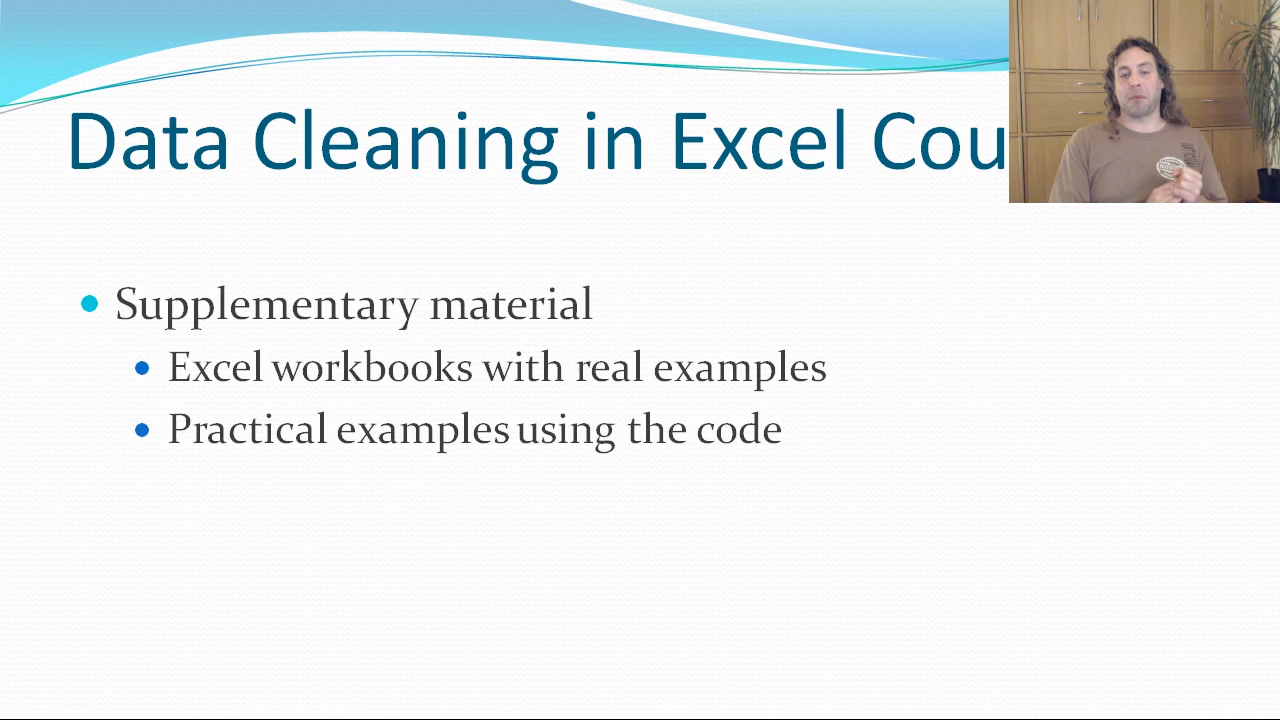 Data Cleaning in Excel Cou
Supplementary material
Excel workbooks with real examples
Practical examples using the code